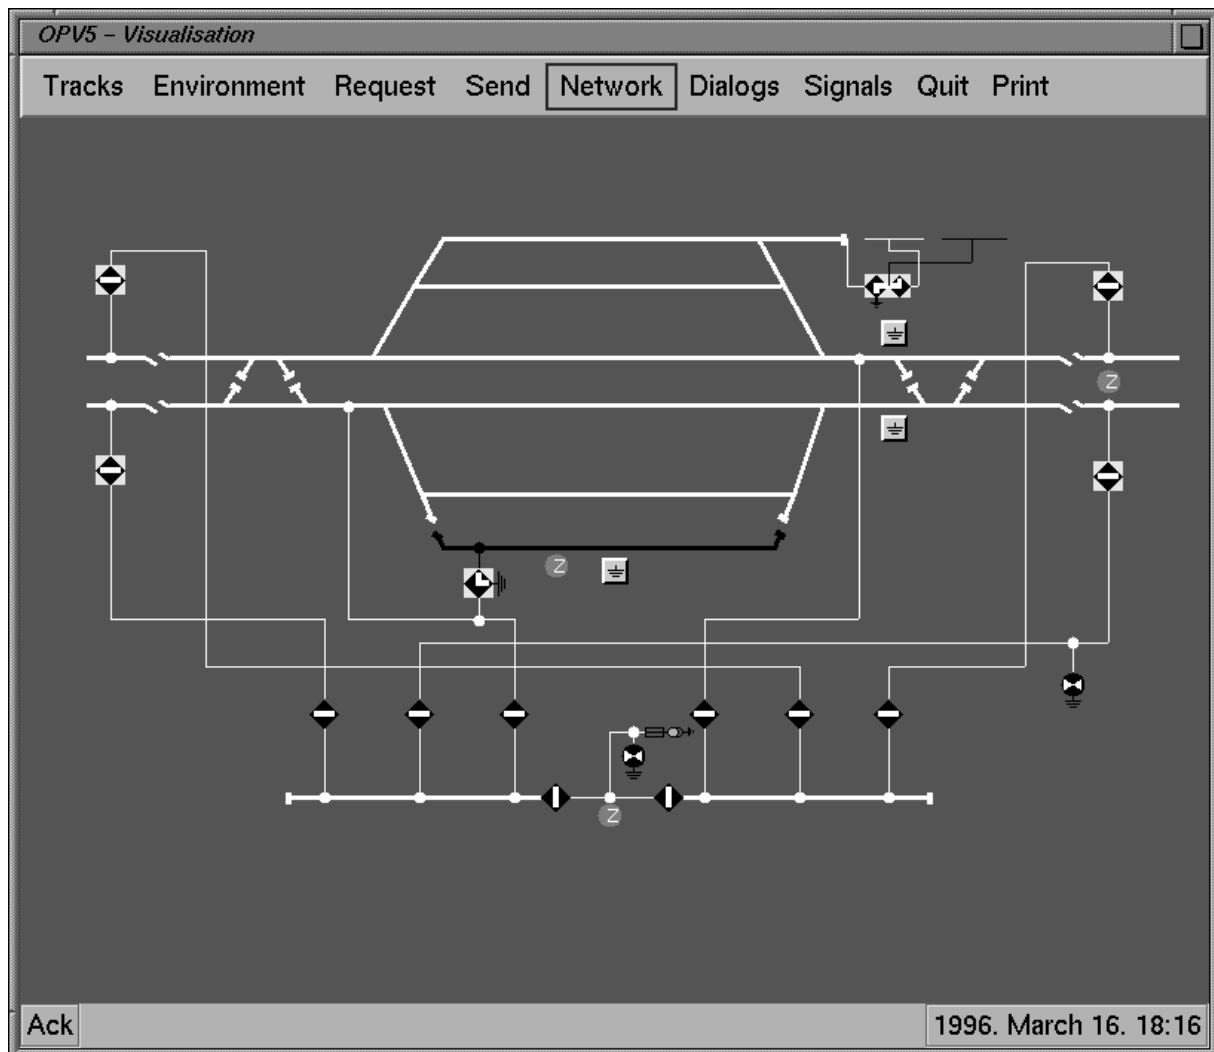 OPV5 – Visualisation
Tracks Environment Request Send Network Dialogs Signals Quit Print
Z
Z
Z
Ack 1996. March 16. 18:16